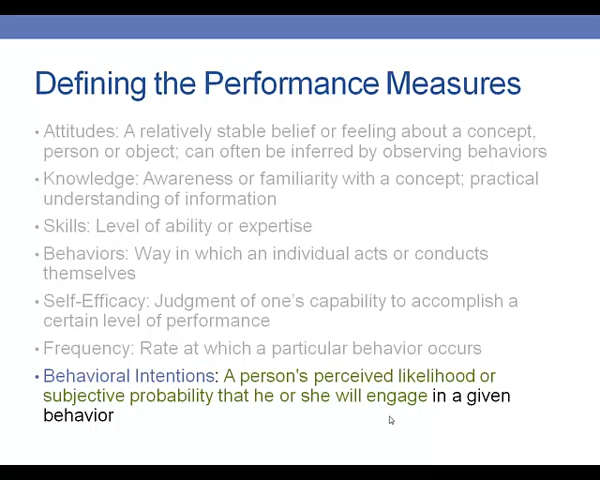 Defining the Performance Measures
• Attitudes: A relatively stable belief or feeling about a concept,
person or object; can often be inferred by observing behaviors
• Knowledge: Awareness or familiarity with a concept; practical
understanding of information
• Skills: Level of ability or expertise
• Behaviors: Way in which an individual acts or conducts
themselves
• Self-Efficacy: Judgment of one's capability to accomplish a
certain level of performance
• Frequency: Rate at which a particular behavior occurs
• Behavioral Intentions: A person's perceived likelihood or
subjective probability that he or she will engage in a given
behavior